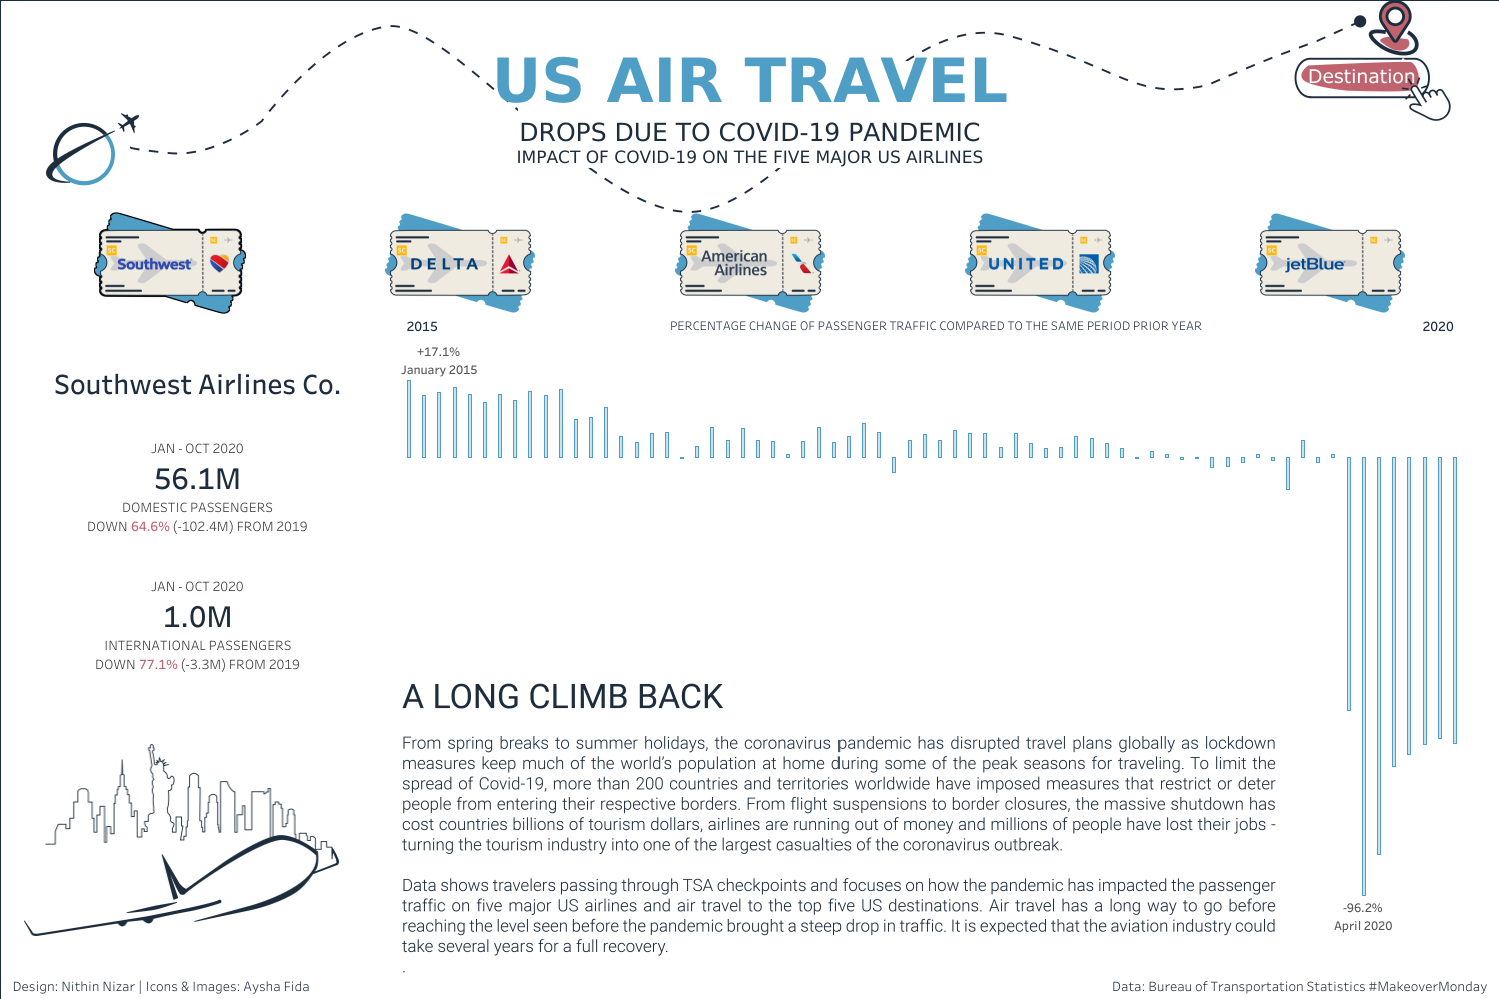 US AIR TRAVEL
DROPS DUE TO COVID-19 PANDEMIC
IMPACT OF COVID-19 ON THE FIVE MAJOR US AIRLINES
Destination
SC
Southwest
SC
SC
DELTA
SC
SC
American
Airlines
SC
SC
UNITED
SC
SC
jetBlue
SC
2015
PERCENTAGE CHANGE OF PASSENGER TRAFFIC COMPARED TO THE SAME PERIOD PRIOR YEAR
2020
+17.1%
January 2015
Southwest Airlines Co.
JAN - OCT 2020
56.1M
DOMESTIC PASSENGERS
DOWN 64.6% (-102.4M) FROM 2019
JAN - OCT 2020
1.0M
INTERNATIONAL PASSENGERS
DOWN 77.1% (-3.3M) FROM 2019
A LONG CLIMB BACK
From spring breaks to summer holidays, the coronavirus pandemic has disrupted travel plans globally as lockdown
measures keep much of the world's population at home during some of the peak seasons for traveling. To limit the
spread of Covid-19, more than 200 countries and territories worldwide have imposed measures that restrict or deter
people from entering their respective borders. From flight suspensions to border closures, the massive shutdown has
cost countries billions of tourism dollars, airlines are running out of money and millions of people have lost their jobs -
turning the tourism industry into one of the largest casualties of the coronavirus outbreak.
Data shows travelers passing through TSA checkpoints and focuses on how the pandemic has impacted the passenger
traffic on five major US airlines and air travel to the top five US destinations. Air travel has a long way to go before
reaching the level seen before the pandemic brought a steep drop in traffic. It is expected that the aviation industry could
take several years for a full recovery.
.
-96.2%
April 2020
Design: Nithin Nizar | Icons & Images: Aysha Fida
Data: Bureau of Transportation Statistics #MakeoverMonday